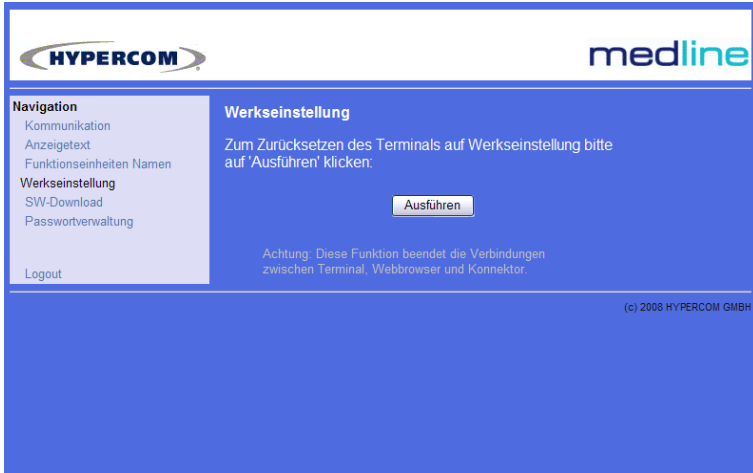 HYPERCOM
medline
Navigation
Kommunikation
Anzeigetext
Funktionseinheiten Namen
Werkseinstellung
SW-Download
Passwortverwaltung
Logout
Werkseinstellung
Zum Zurücksetzen des Terminals auf Werkseinstellung bitte
auf 'Ausführen' klicken:
Ausführen
Achtung: Diese Funktion beendet die Verbindungen
zwischen Terminal, Webbrowser und Konnektor.
(c) 2008 HYPERCOM GMBH